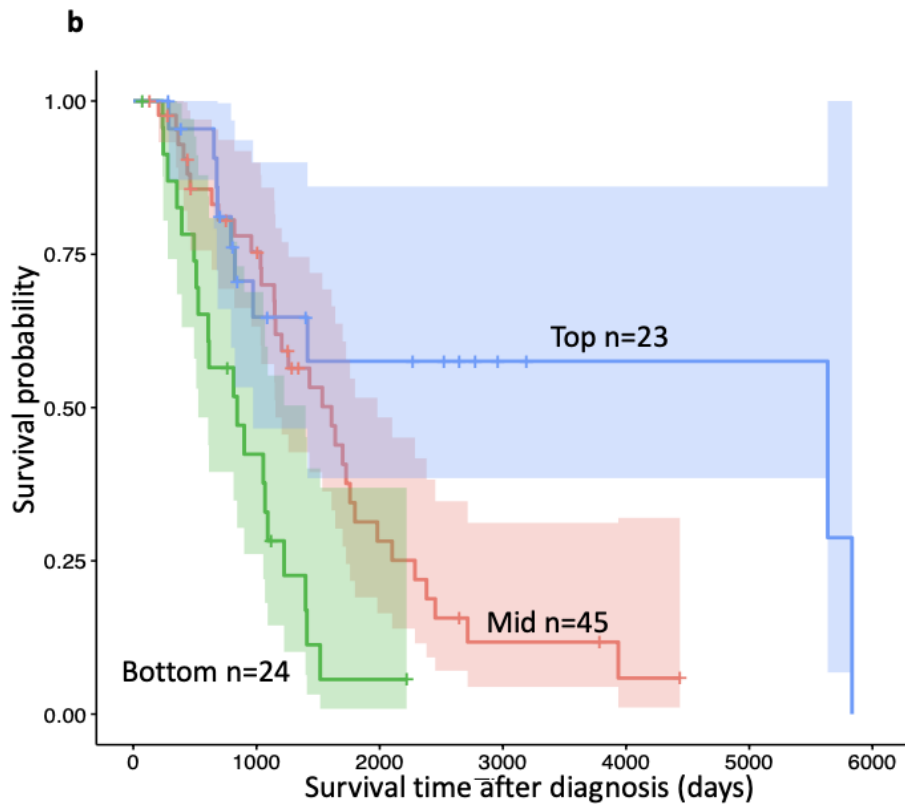 b
1.00
0.75
0.50
0.25
0.00
Survival probability
Top n=23
Mid n=45
Bottom n=24
0 1000 2000 3000 4000 5000 6000
Survival time after diagnosis (days)